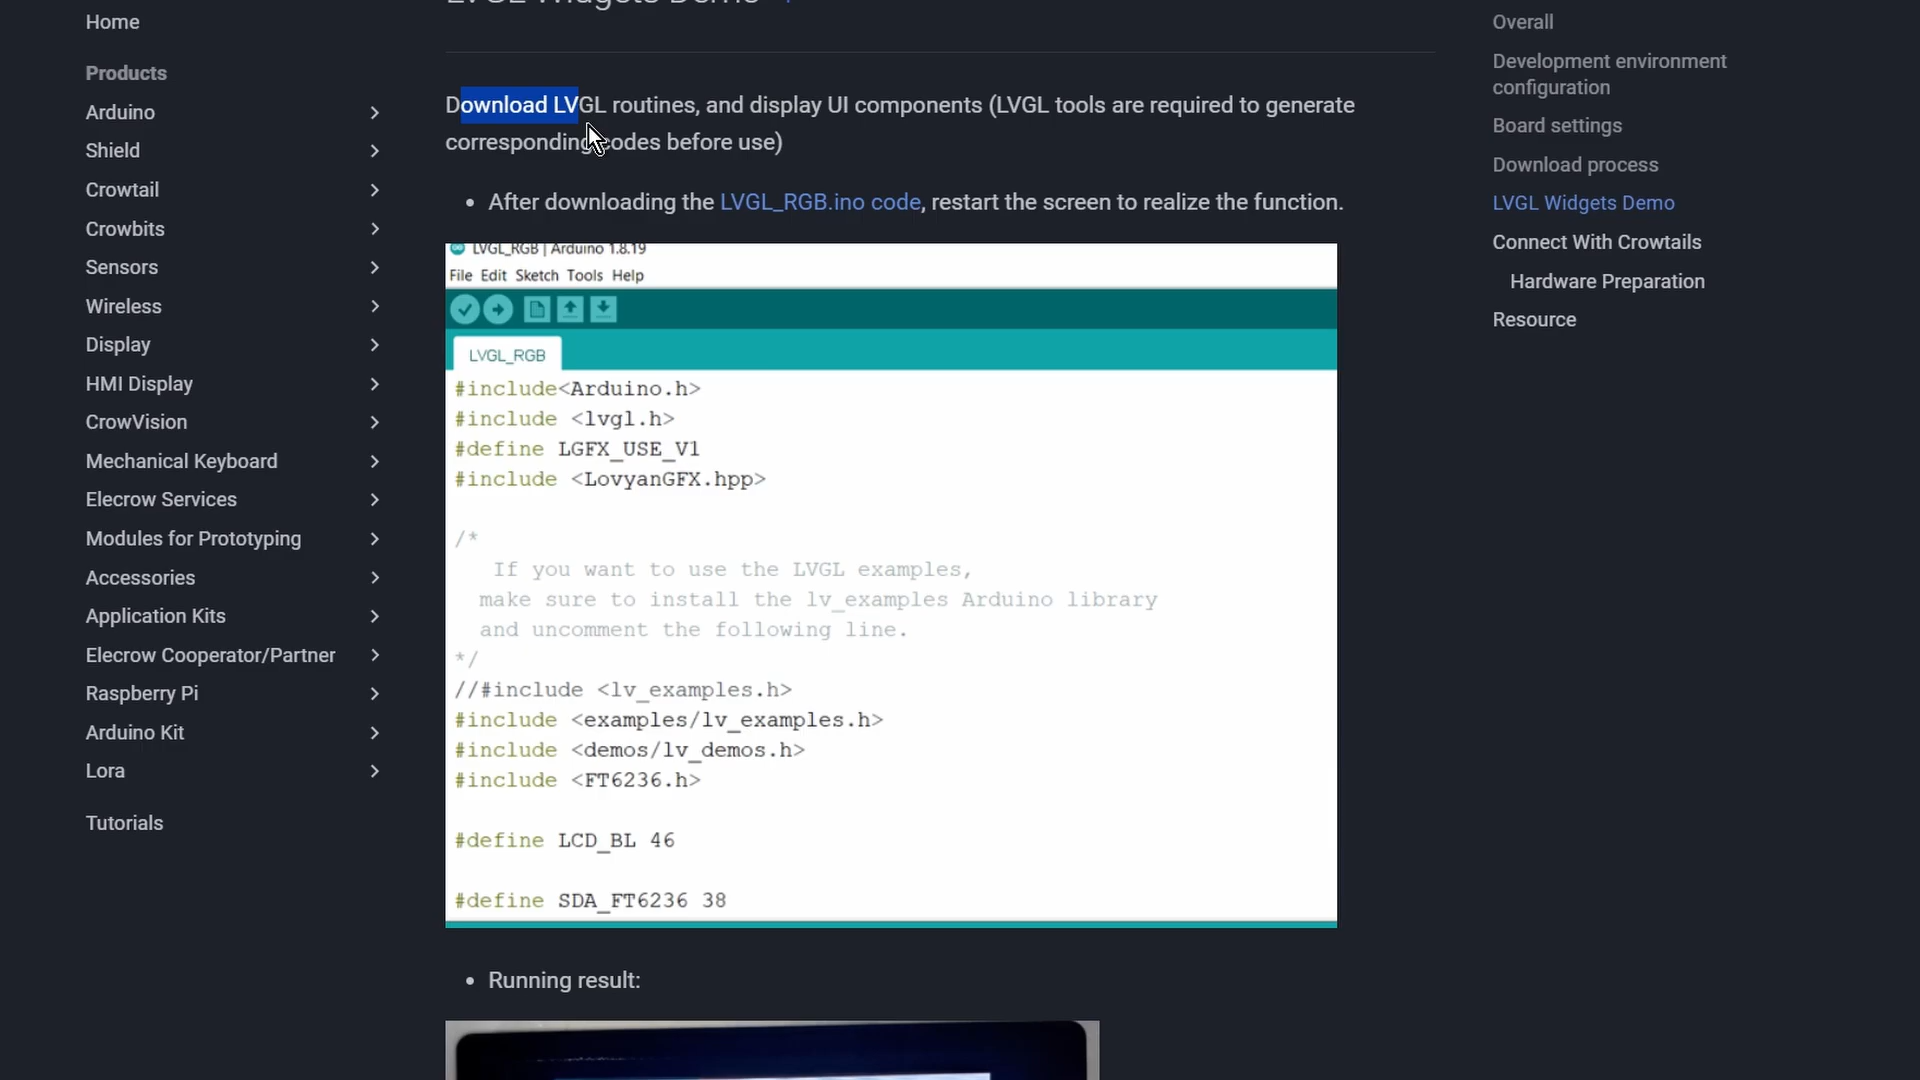 LVGL Widgets Demo
Home
Products
Arduino
Shield
Crowtail
Crowbits
Sensors
Wireless
Display
HMI Display
CrowVision
Mechanical Keyboard
Elecrow Services
Modules for Prototyping
Accessories
Application Kits
Elecrow Cooperator/Partner
Raspberry Pi
Arduino Kit
Lora
Tutorials
Download LVGL routines, and display UI components (LVGL tools are required to generate
corresponding codes before use)
• After downloading the LVGL_RGB.ino code, restart the screen to realize the function.
LVGL_RGB | Arduino 1.8.19
File Edit Sketch Tools Help
LVGL_RGB
#include<Arduino.h>
#include <lvgl.h>
#define LGFX_USE_V1
#include <LovyanGFX.hpp>
/*
If you want to use the LVGL examples,
make sure to install the lv_examples Arduino library
and uncomment the following line.
*/
//#include <lv_examples.h>
#include <examples/lv_examples.h>
#include <demos/lv_demos.h>
#include <FT6236.h>
#define LCD_BL 46
#define SDA_FT6236 38
• Running result:
Overall
Development environment
configuration
Board settings
Download process
LVGL Widgets Demo
Connect With Crowtails
Hardware Preparation
Resource